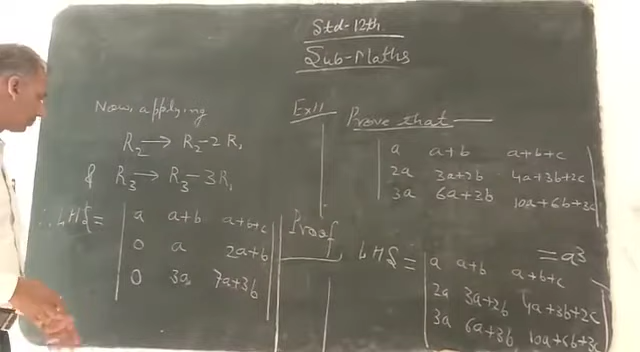 Std-12th.
Sub-Maths
Ex 11 Prove that
a a+b a+b+c
2a 3a+2b 4a+3b+2c
3a 6a+3b 10a+6b+3c
= a³
Proof
LHS = a a+b a+b+c
2a 3a+2b 4a+3b+2c
3a 6a+3b 10a+6b+3c
Now, applying
R₂ → R₂-2R₁
& R₃ → R₃-3R₁
∴ LHS = a a+b a+b+c
0 a 2a+b
0 3a 7a+3b